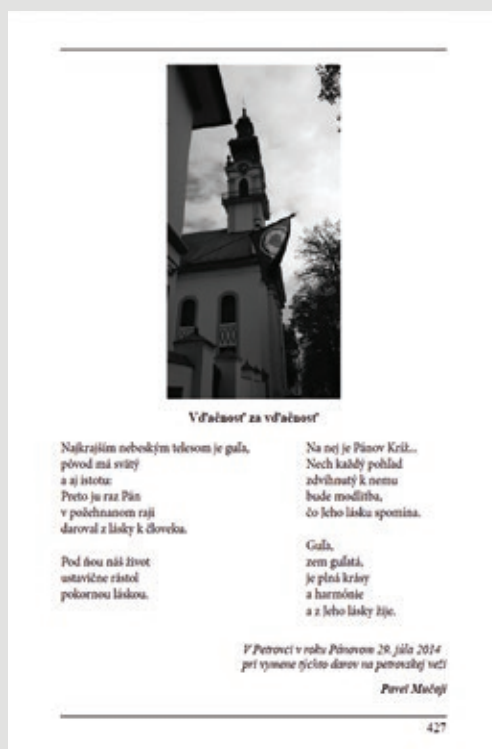 Vďačnosť za vďačnosť
Najkrajším nebeským telesom je guľa,
pôvod má svätý
a aj istotu:
Preto ju raz Pán
v požehnanom raji
daroval z lásky k človeku.
Pod ňou náš život
ustavične rástol
pokornou láskou.
Na nej je Pánov Kríž...
Nech každý pohľad
zdvihnutý k nemu
bude modlitba,
čo Jeho lásku spomína.
Guľa,
zem guľatá,
je plná krásy
a harmónie
a z Jeho lásky žije.
V Petrovci v roku Pánovom 29. júla 2014
pri výmene týchto darov na petrovskej veži
Pavel Mučaji
427